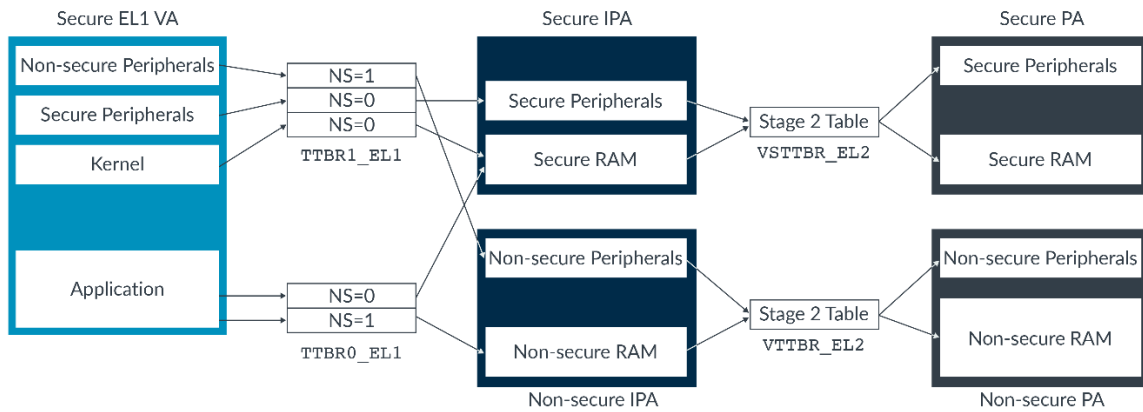 Secure EL1 VA
Non-secure Peripherals
Secure Peripherals
Kernel
Application
NS=1
NS=0
NS=0
TTBR1_EL1
NS=0
NS=1
TTBR0_EL1
Secure IPA
Secure Peripherals
Secure RAM
Non-secure Peripherals
Non-secure RAM
Non-secure IPA
Stage 2 Table
VSTTBR_EL2
Stage 2 Table
VTTBR_EL2
Secure PA
Secure Peripherals
Secure RAM
Non-secure Peripherals
Non-secure RAM
Non-secure PA